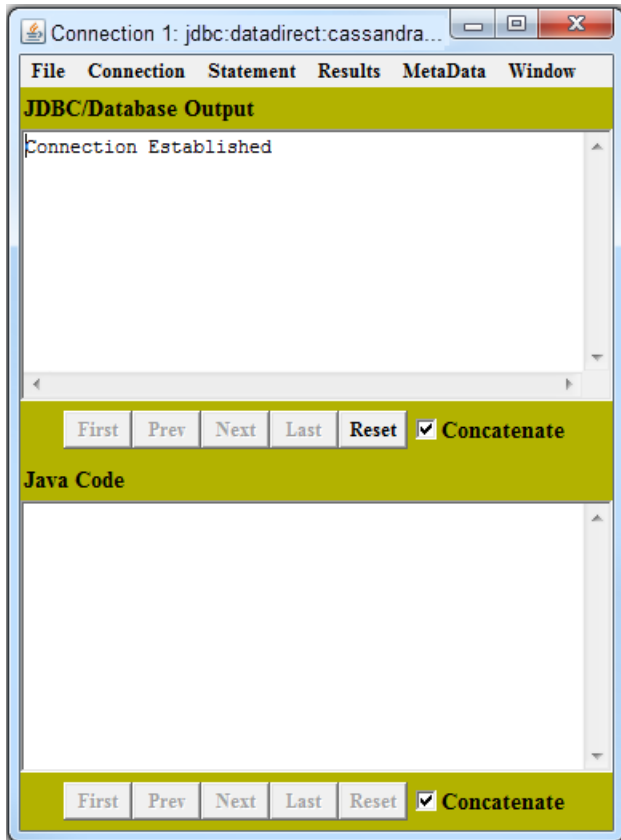 Connection 1: jdbc:datadirect:cassandra...
File Connection Statement Results MetaData Window
JDBC/Database Output
Connection Established
First Prev Next Last Reset Concatenate
Java Code
First Prev Next Last Reset Concatenate